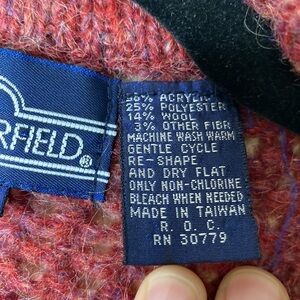 RFIELD®
58% ACRYLIC
25% POLYESTER
14% WOOL
3% OTHER FIBR
MACHINE WASH WARM
GENTLE CYCLE
RE-SHAPE
AND DRY FLAT
ONLY NON-CHLORINE
BLEACH WHEN NEEDED
MADE IN TAIWAN
R. O. C.
RN 30779